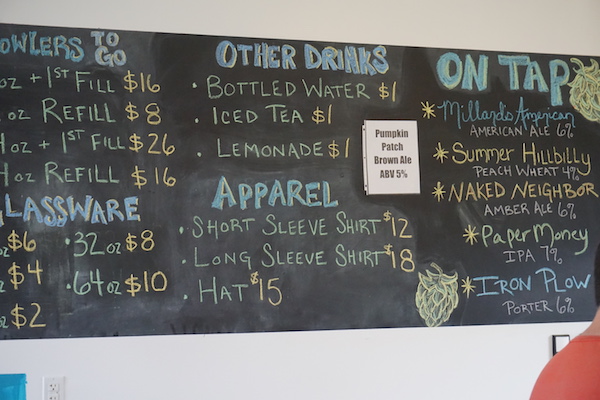 OWLERS TO GO
OZ + 1ST FILL $16
OZ REFILL $8
OZ + 1ST FILL $26
4OZ REFILL $16
LASSWARE
$6 · 32oz $8
$4 · 64oz $10
oz $2
OTHER DRINKS
· BOTTLED WATER $1
· ICED TEA $1
· LEMONADE $1
APPAREL
· SHORT SLEEVE SHIRT $12
· LONG SLEEVE SHIRT $18
· HAT $15
Pumpkin
Patch
Brown Ale
ABV 5%
ON TAP
* Millards American
AMERICAN ALE 6%
* Summer Hillbilly
PEACH WHEAT 4%
* NAKED NEIGHBOR
AMBER ALE 6%
* Paper Money
IPA 7%
* IRON PLOW
PORTER 6%